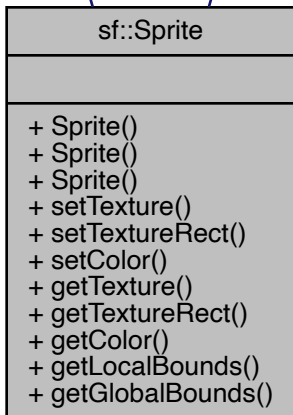 sf::Sprite
+ Sprite()
+ Sprite()
+ Sprite()
+ setTexture()
+ setTextureRect()
+ setColor()
+ getTexture()
+ getTextureRect()
+ getColor()
+ getLocalBounds()
+ getGlobalBounds()